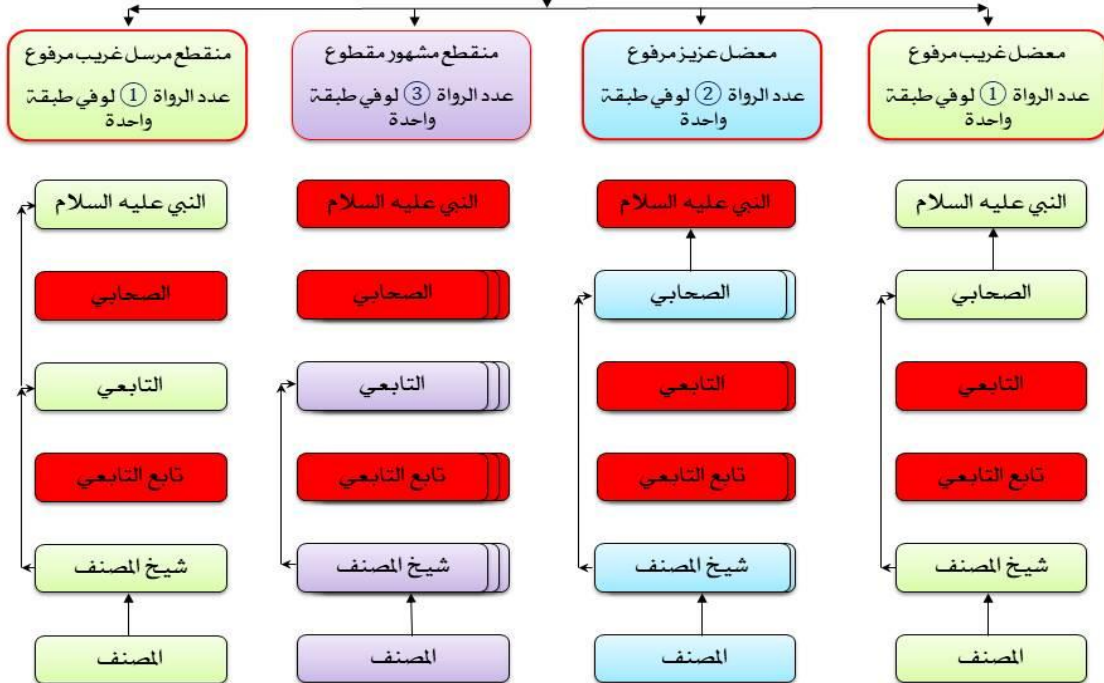 معضل غريب مرفوع
عدد الرواة ① لو في طبقة
واحدة
معضل عزيز مرفوع
عدد الرواة ② لو في طبقة
واحدة
منقطع مشهور مقطوع
عدد الرواة ③ لو في طبقة
واحدة
منقطع مرسل غريب مرفوع
عدد الرواة ① لو في طبقة
واحدة
النبي عليه السلام
النبي عليه السلام
النبي عليه السلام
النبي عليه السلام
الصحابي
الصحابي
الصحابي
الصحابي
التابعي
التابعي
التابعي
التابعي
تابع التابعي
تابع التابعي
تابع التابعي
تابع التابعي
شيخ المصنف
شيخ المصنف
شيخ المصنف
شيخ المصنف
المصنف
المصنف
المصنف
المصنف